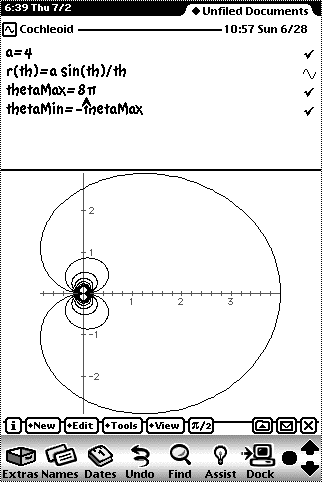 6:39 Thu 7/2 ◆ Unfiled Documents
Cochleoid 10:57 Sun 6/28
a=4
r(th)=a sin(th)/th
thetaMax=8π
thetaMin=-thetaMax
2
1
1 2 3
-1
-2
i ◆New ◆Edit ◆Tools ◆View π/2
Extras Names Dates Undo Find Assist Dock